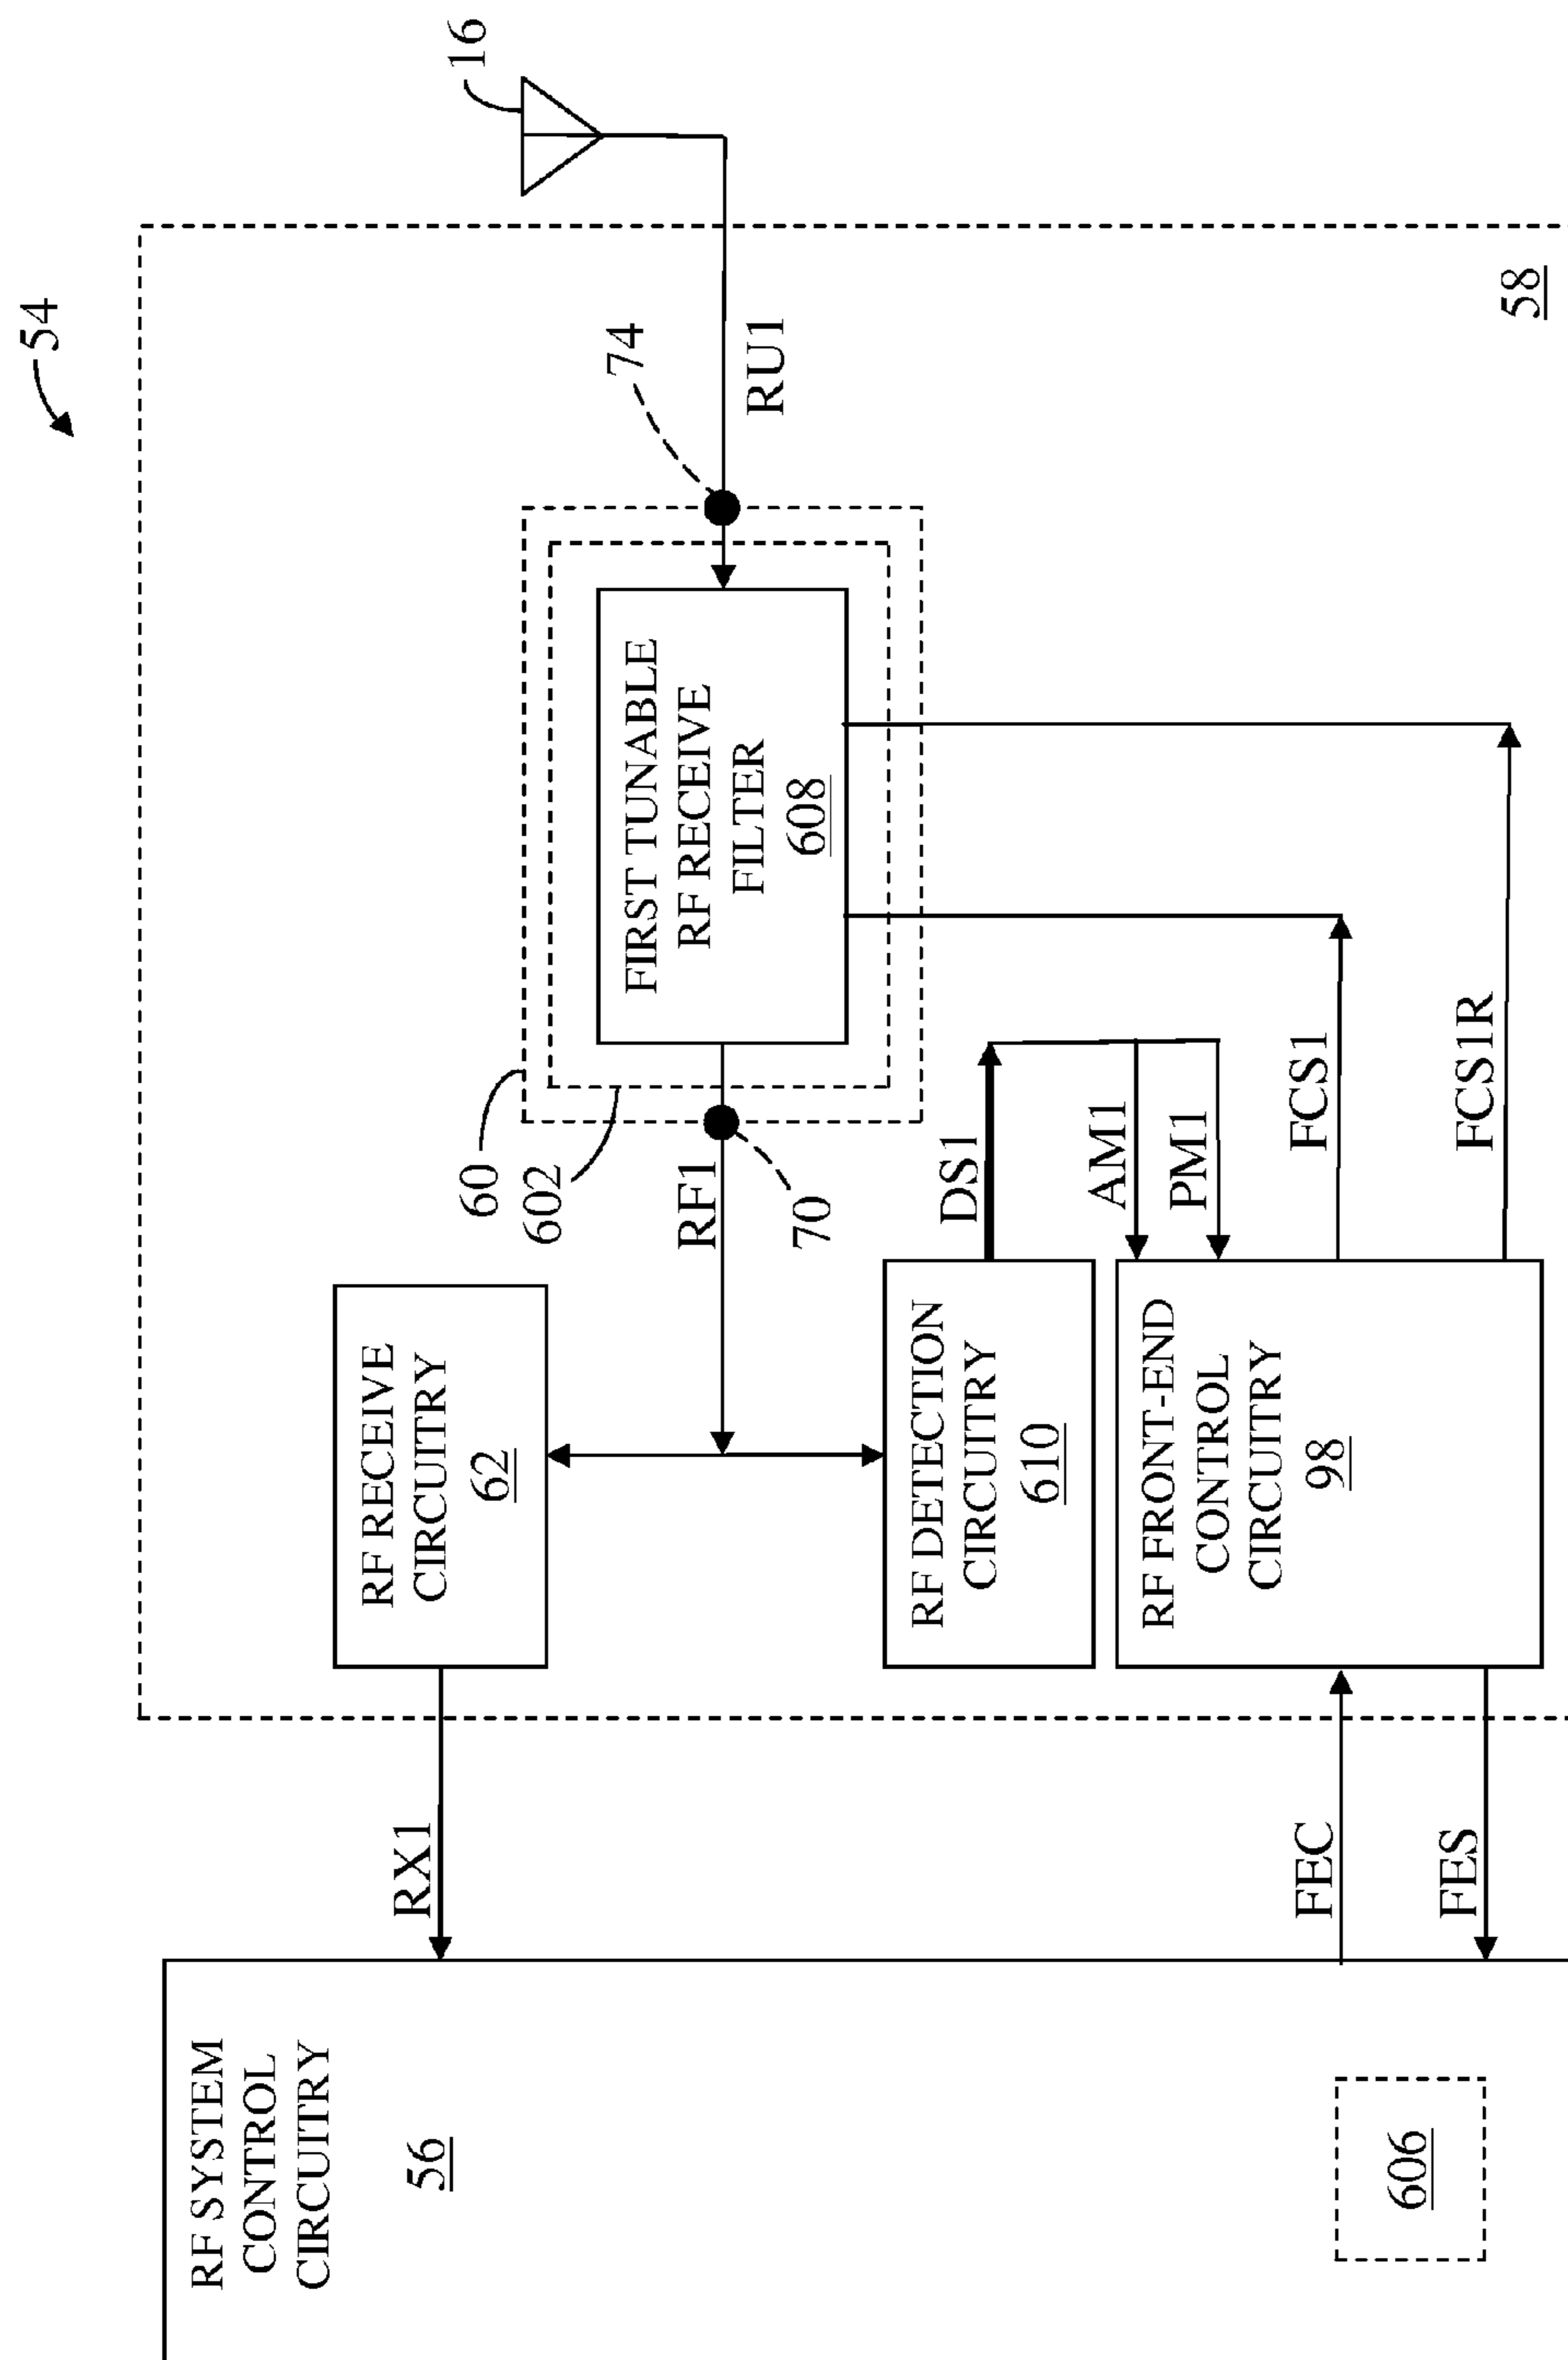 54
RF SYSTEM
CONTROL
CIRCUITRY
56
606
RX1
FEC
FES
RF RECEIVE
CIRCUITRY
62
RF DETECTION
CIRCUITRY
610
RF FRONT-END
CONTROL
CIRCUITRY
98
60
602
RF1
70
DS1
AM1
PM1
FCS1
FCS1R
FIRST TUNABLE
RF RECEIVE
FILTER
608
74
RU1
16
58